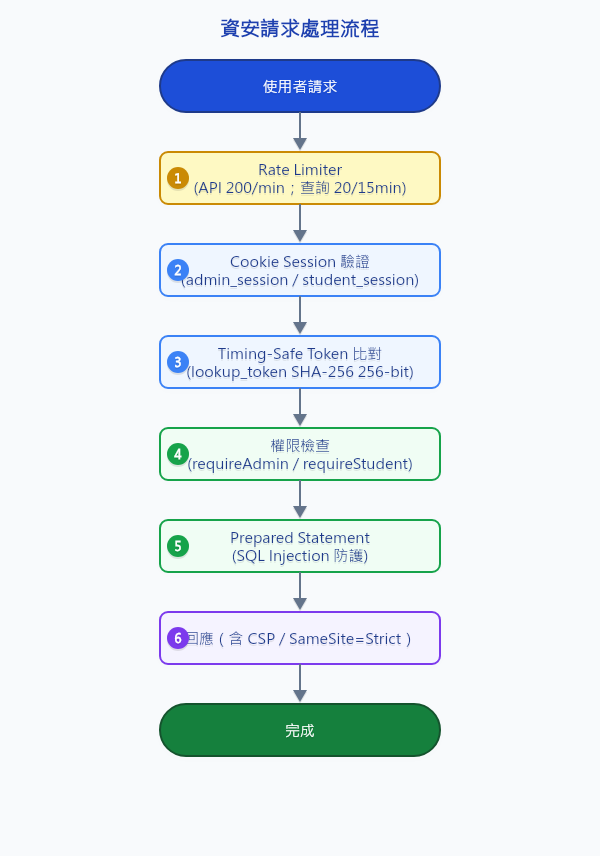 資安請求處理流程
使用者請求
1
Rate Limiter
(API 200/min；查詢 20/15min)
2
Cookie Session 驗證
(admin_session / student_session)
3
Timing-Safe Token 比對
(lookup_token SHA-256 256-bit)
4
權限檢查
(requireAdmin / requireStudent)
5
Prepared Statement
(SQL Injection 防護)
6
回應（含 CSP / SameSite=Strict）
完成